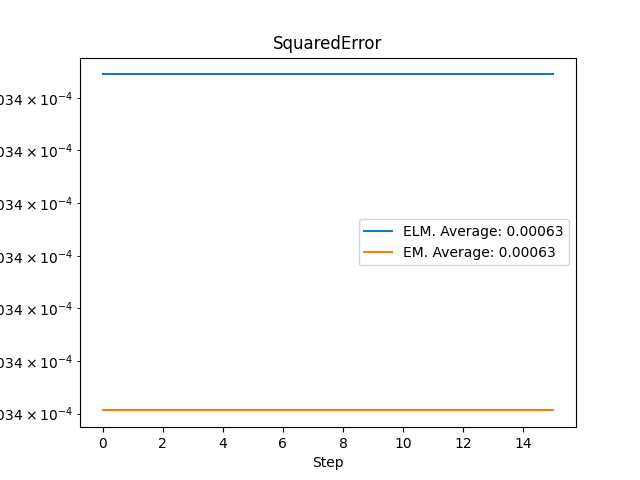 SquaredError
034 × 10⁻⁴
034 × 10⁻⁴
034 × 10⁻⁴
034 × 10⁻⁴
034 × 10⁻⁴
034 × 10⁻⁴
034 × 10⁻⁴
ELM. Average: 0.00063
EM. Average: 0.00063
0 2 4 6 8 10 12 14
Step